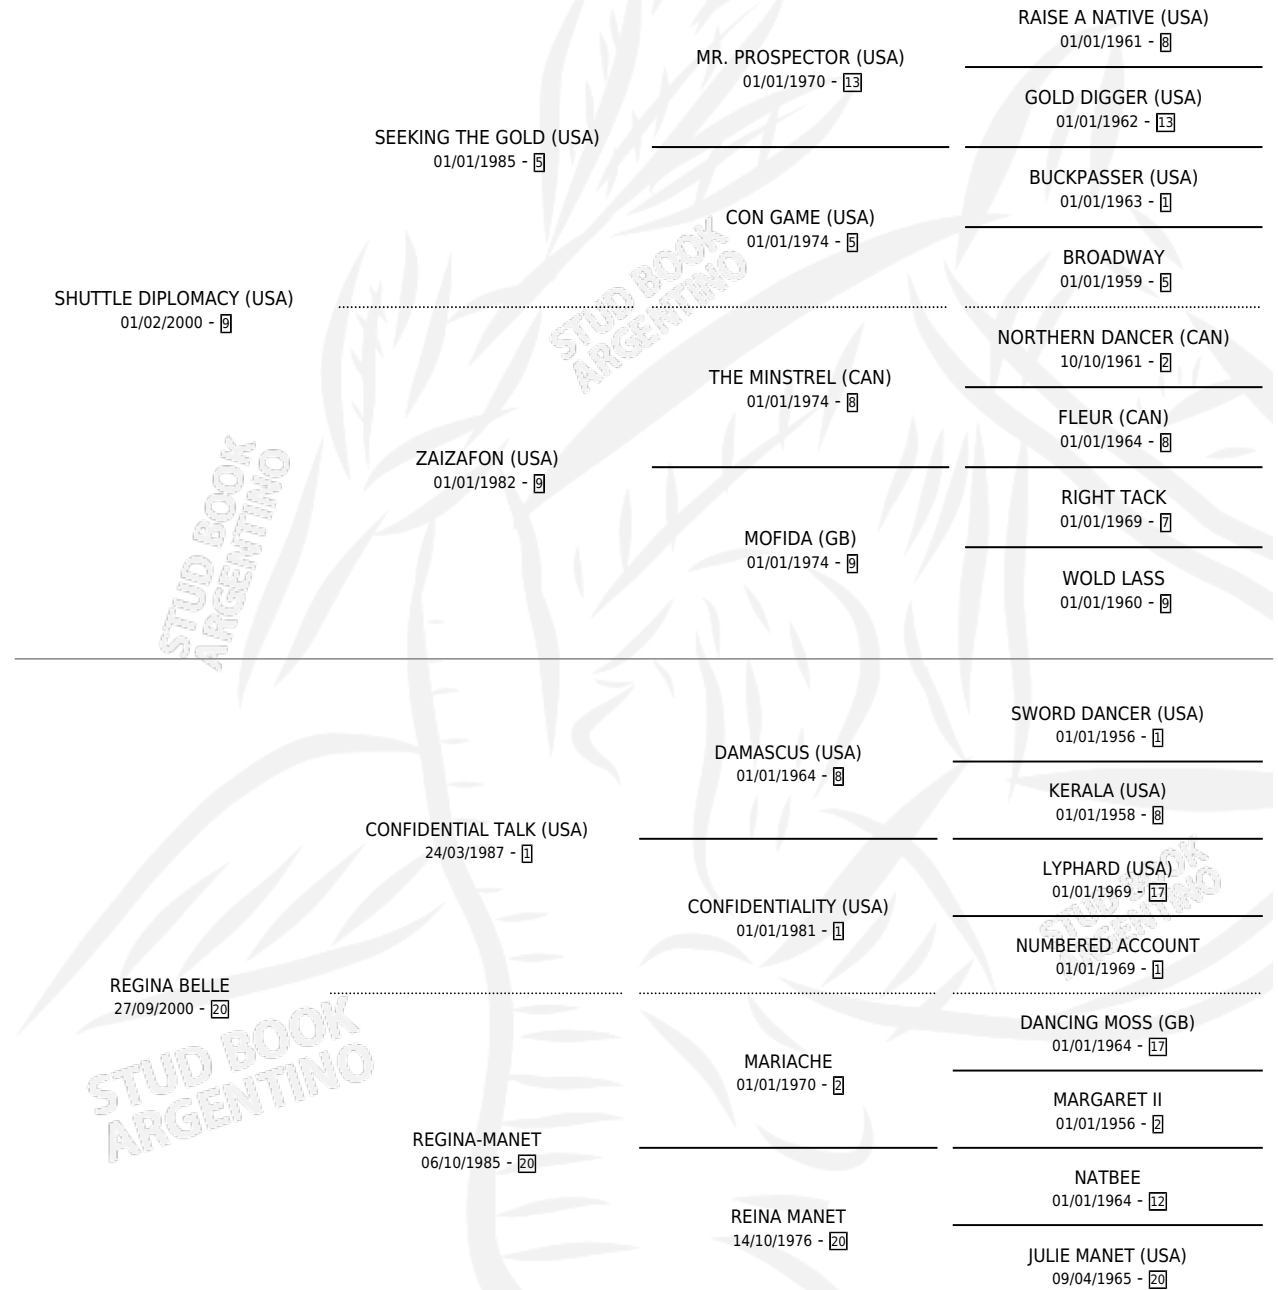 RAISE A NATIVE (USA)
01/01/1961 - 8
MR. PROSPECTOR (USA)
01/01/1970 - 13
GOLD DIGGER (USA)
01/01/1962 - 13
SEEKING THE GOLD (USA)
01/01/1985 - 5
BUCKPASSER (USA)
01/01/1963 - 1
CON GAME (USA)
01/01/1974 - 5
BROADWAY
01/01/1959 - 5
SHUTTLE DIPLOMACY (USA)
01/02/2000 - 9
NORTHERN DANCER (CAN)
10/10/1961 - 2
THE MINSTREL (CAN)
01/01/1974 - 8
FLEUR (CAN)
01/01/1964 - 8
ZAIZAFON (USA)
01/01/1982 - 9
RIGHT TACK
01/01/1969 - 7
MOFIDA (GB)
01/01/1974 - 9
WOLD LASS
01/01/1960 - 9
STUD BOOK
ARGENTINO
STUD BOOK
ARGENTINO
SWORD DANCER (USA)
01/01/1956 - 1
DAMASCUS (USA)
01/01/1964 - 8
KERALA (USA)
01/01/1958 - 8
CONFIDENTIAL TALK (USA)
24/03/1987 - 1
LYPHARD (USA)
01/01/1969 - 17
CONFIDENTIALITY (USA)
01/01/1981 - 1
NUMBERED ACCOUNT
01/01/1969 - 1
REGINA BELLE
27/09/2000 - 20
DANCING MOSS (GB)
01/01/1964 - 17
MARIACHE
01/01/1970 - 2
MARGARET II
01/01/1956 - 2
REGINA-MANET
06/10/1985 - 20
NATBEE
01/01/1964 - 12
REINA MANET
14/10/1976 - 20
JULIE MANET (USA)
09/04/1965 - 20
STUD BOOK
ARGENTINO
STUD BOOK
ARGENTINO